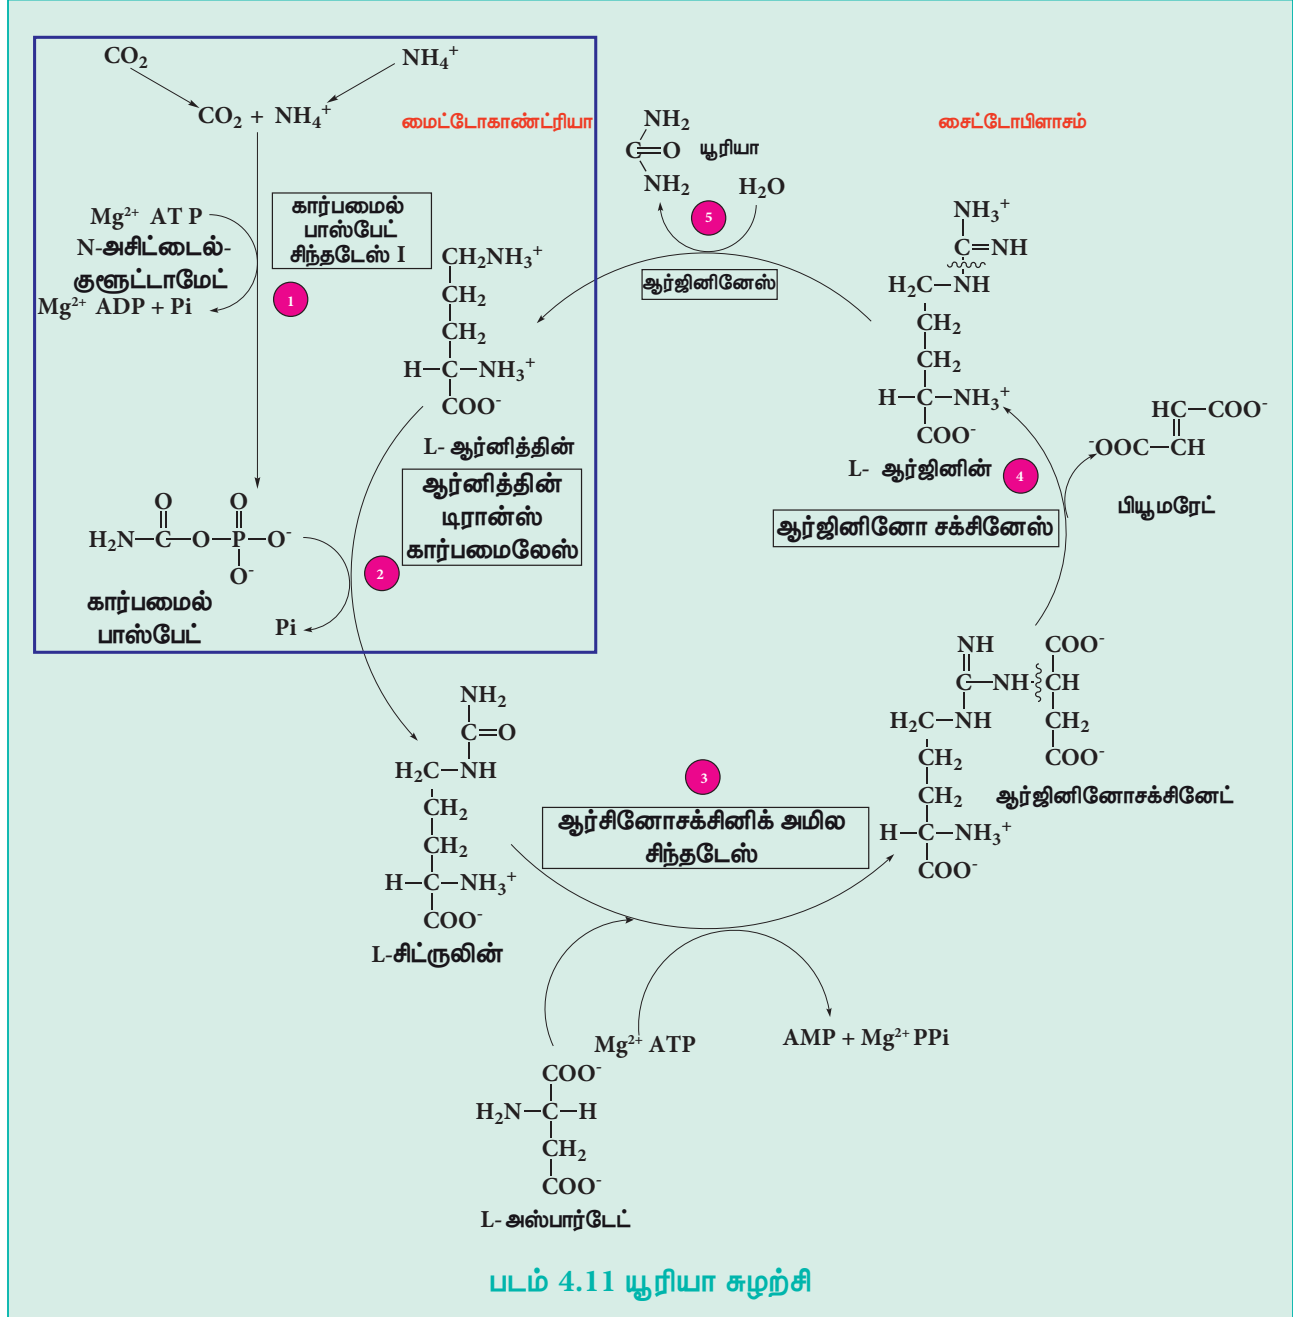 CO₂
NH₄⁺
CO₂ + NH₄⁺
மைட்டோகாண்ட்ரியா
சைட்டோபிளாசம்
NH₂
C=O
NH₂
யூரியா
H₂O
5
ஆர்ஜினினேஸ்
Mg²⁺ AT P
N-அசிட்டைல்-
குளூட்டாமேட்
Mg²⁺ ADP + Pi
கார்பமைல்
பாஸ்பேட்
சிந்தடேஸ் I
1
CH₂NH₃⁺
CH₂
CH₂
H—C—NH₃⁺
COO⁻
L- ஆர்னித்தின்
ஆர்னித்தின்
டிரான்ஸ்
கார்பமைலேஸ்
2
NH₃⁺
C=NH
H₂C—NH
CH₂
CH₂
H—C—NH₃⁺
COO⁻
L- ஆர்ஜினின்
4
ஆர்ஜினினோ சக்சினேஸ்
HC—COO⁻
⁻OOC—CH
பியூமரேட்
O O
H₂N—C—O—P—O⁻
O⁻
கார்பமைல்
பாஸ்பேட்
Pi
NH₂
C=O
H₂C—NH
CH₂
CH₂
H—C—NH₃⁺
COO⁻
L-சிட்ருலின்
3
ஆர்சினோசக்சினிக் அமில
சிந்தடேஸ்
NH COO⁻
C—NH CH
H₂C—NH CH₂
CH₂ COO⁻
CH₂
H—C—NH₃⁺
COO⁻
ஆர்ஜினினோசக்சினேட்
Mg²⁺ ATP
AMP + Mg²⁺ PPi
COO⁻
H₂N—C—H
CH₂
COO⁻
L- அஸ்பார்டேட்
படம் 4.11 யூரியா சுழற்சி